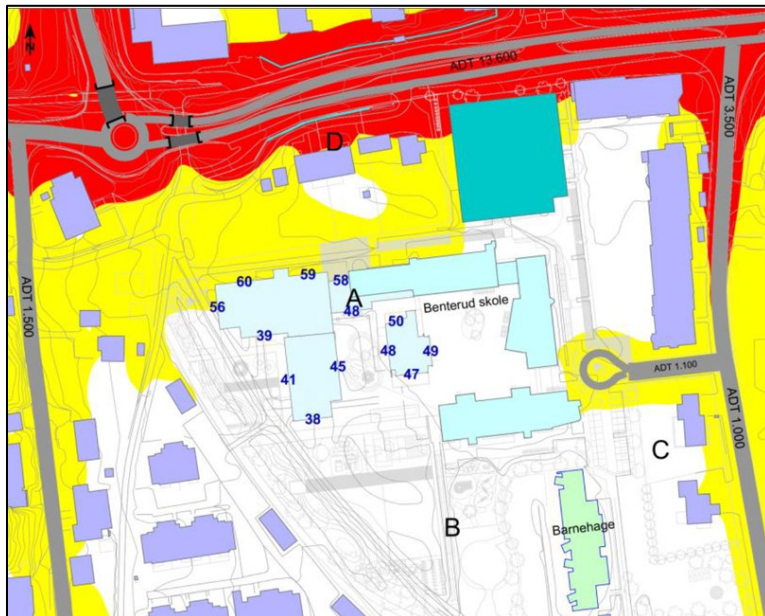 N
ADT 13.600
ADT 3.500
D
60
59
58
56
A
48
Benterud skole
50
39
48
49
45
41
47
38
ADT 1.100
ADT 1.500
ADT 1.000
C
B
Barnehage